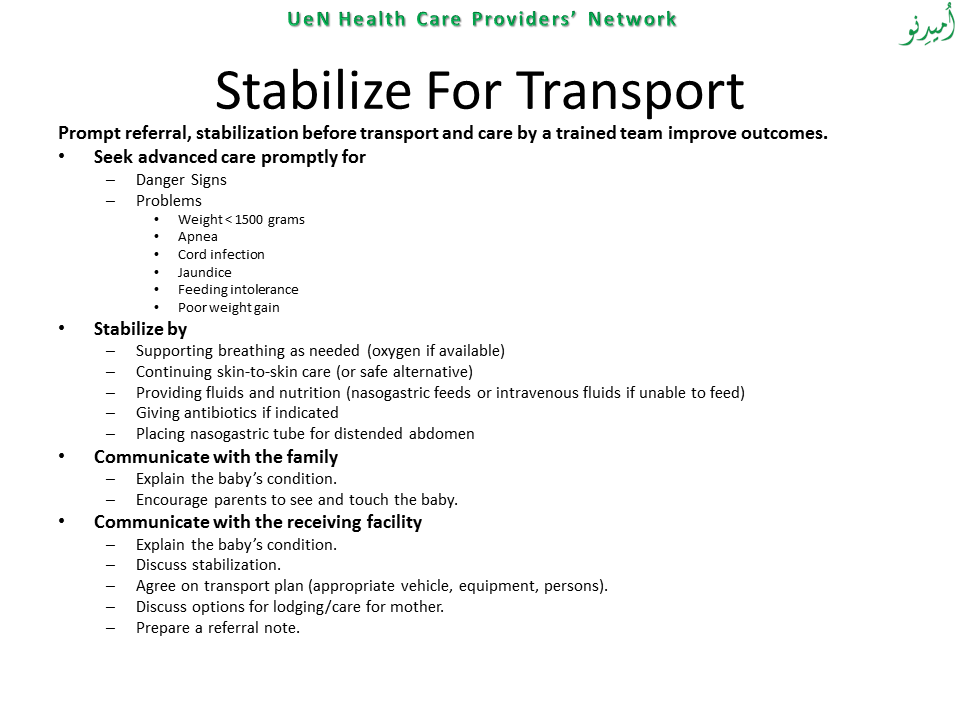 UeN Health Care Providers’ Network
اُمیدِنو
Stabilize For Transport
Prompt referral, stabilization before transport and care by a trained team improve outcomes.
• Seek advanced care promptly for
– Danger Signs
– Problems
• Weight < 1500 grams
• Apnea
• Cord infection
• Jaundice
• Feeding intolerance
• Poor weight gain
• Stabilize by
– Supporting breathing as needed (oxygen if available)
– Continuing skin-to-skin care (or safe alternative)
– Providing fluids and nutrition (nasogastric feeds or intravenous fluids if unable to feed)
– Giving antibiotics if indicated
– Placing nasogastric tube for distended abdomen
• Communicate with the family
– Explain the baby’s condition.
– Encourage parents to see and touch the baby.
• Communicate with the receiving facility
– Explain the baby’s condition.
– Discuss stabilization.
– Agree on transport plan (appropriate vehicle, equipment, persons).
– Discuss options for lodging/care for mother.
– Prepare a referral note.